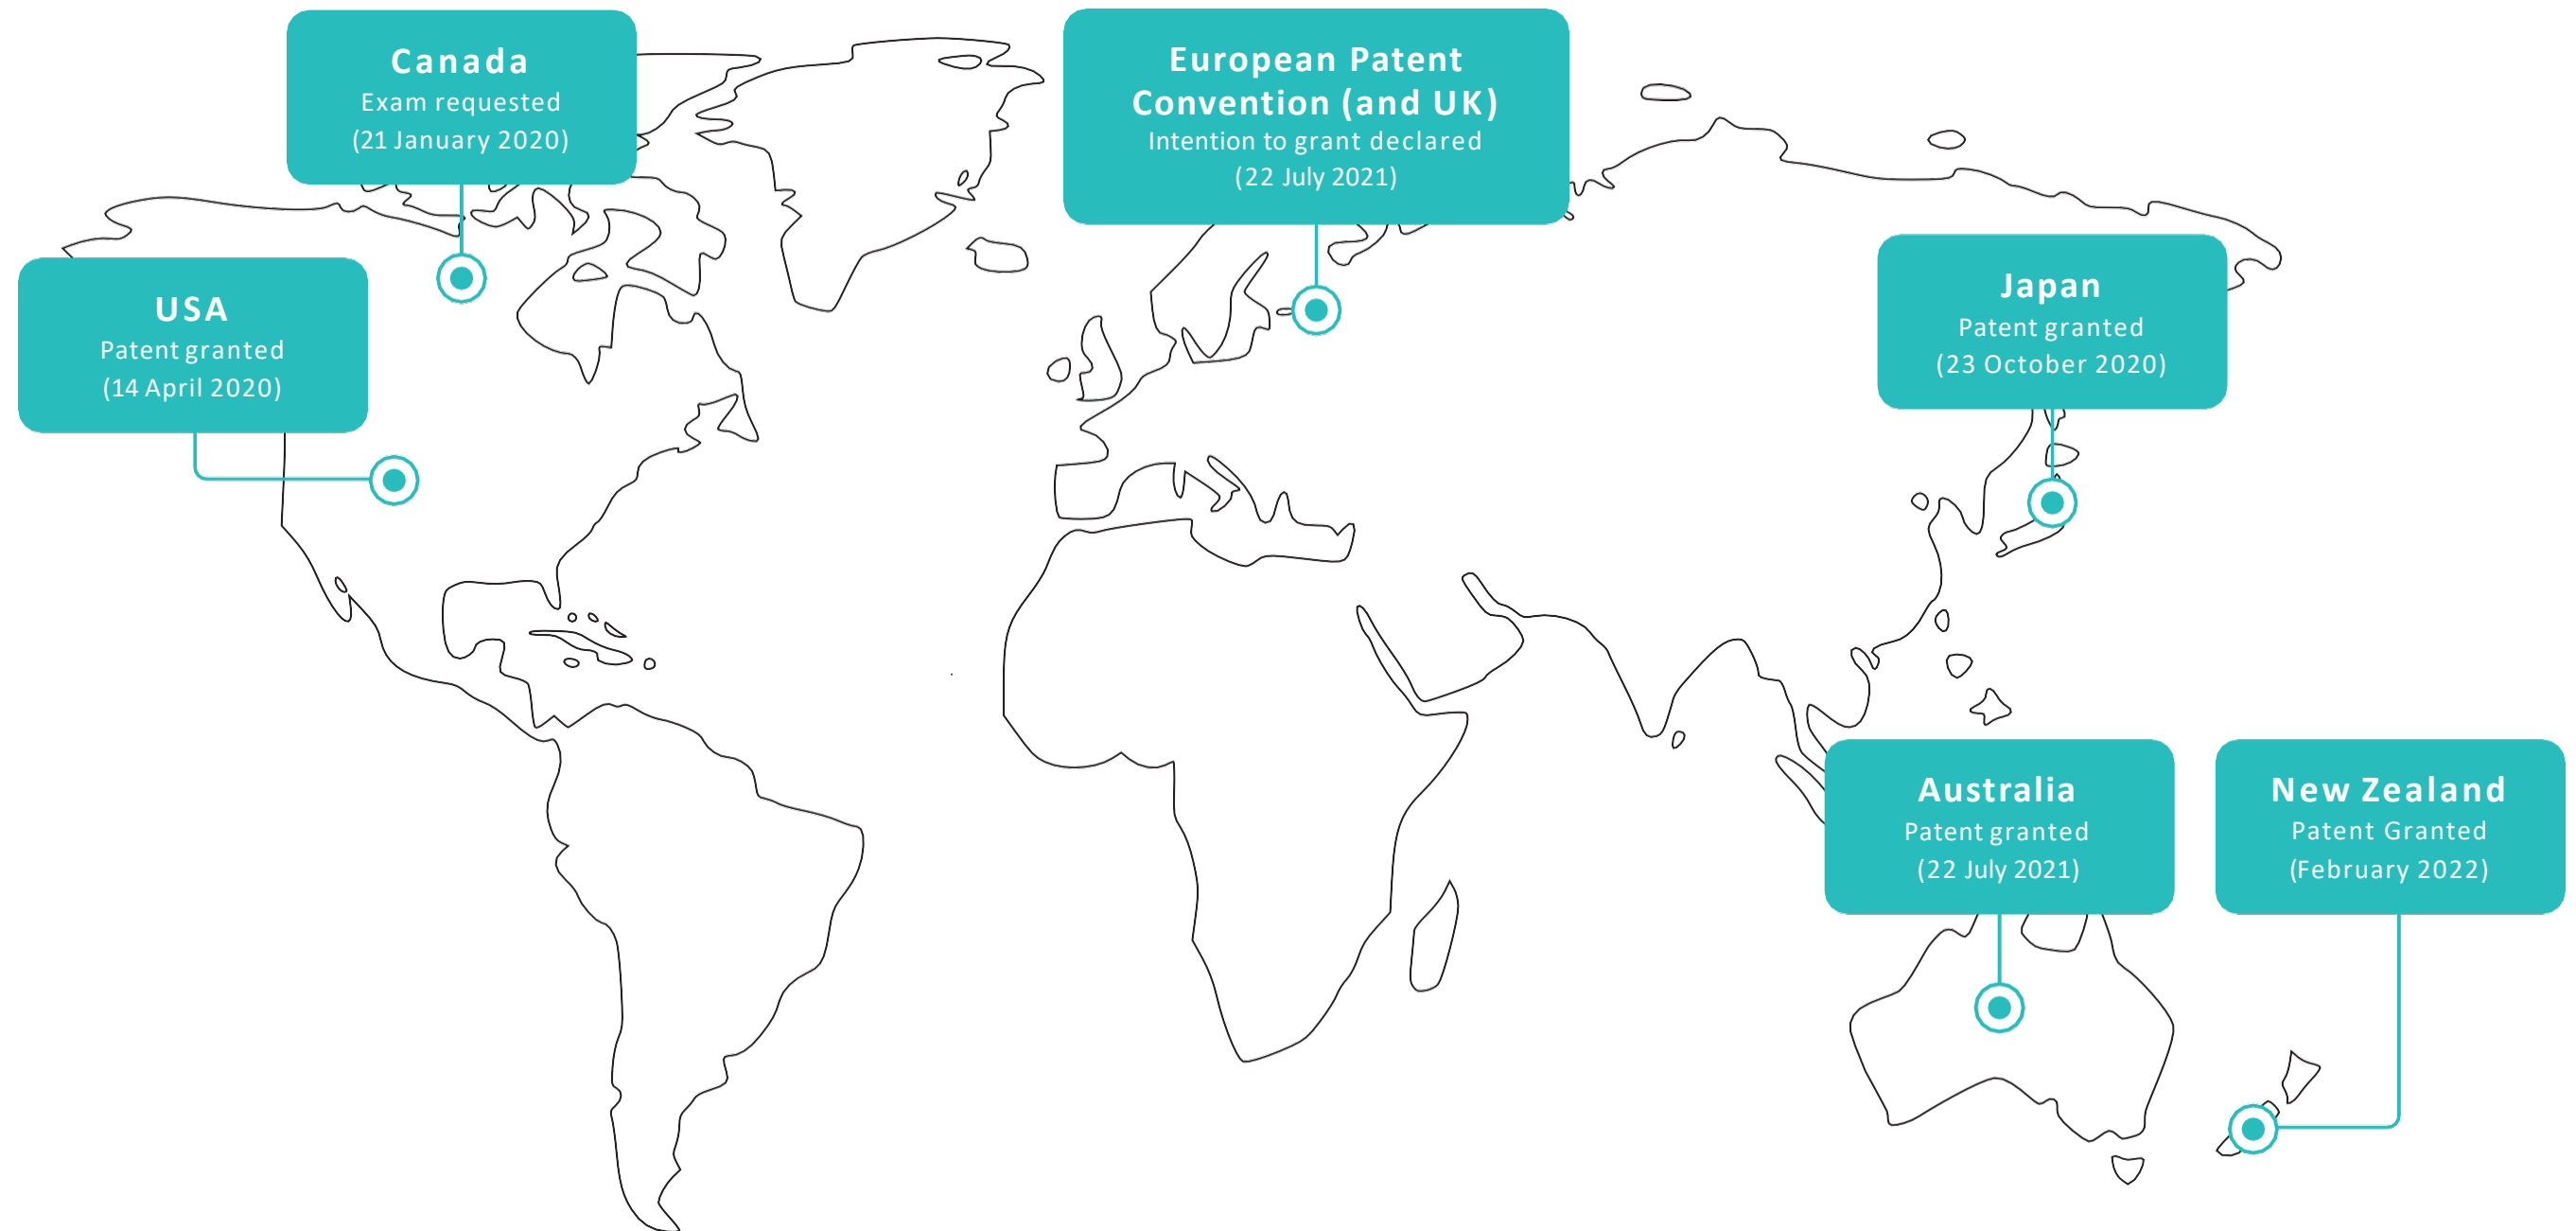 Canada
Exam requested
(21 January 2020)
European Patent
Convention (and UK)
Intention to grant declared
(22 July 2021)
USA
Patent granted
(14 April 2020)
Japan
Patent granted
(23 October 2020)
Australia
Patent granted
(22 July 2021)
New Zealand
Patent Granted
(February 2022)